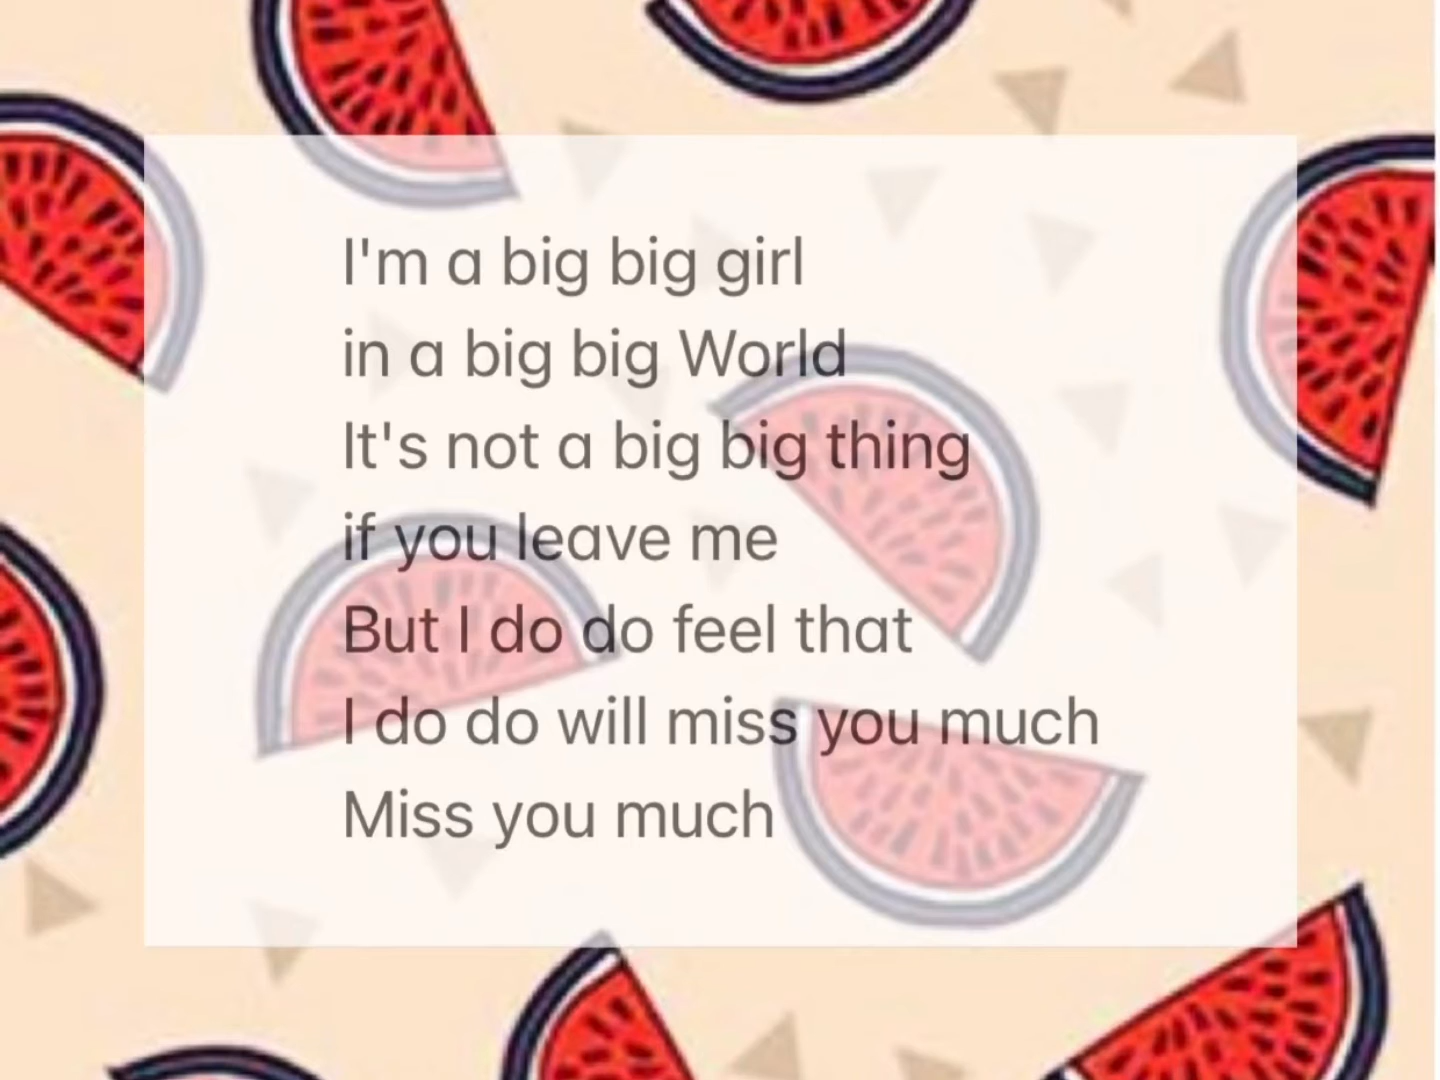 I'm a big big girl
in a big big World
It's not a big big thing
if you leave me
But I do do feel that
I do do will miss you much
Miss you much